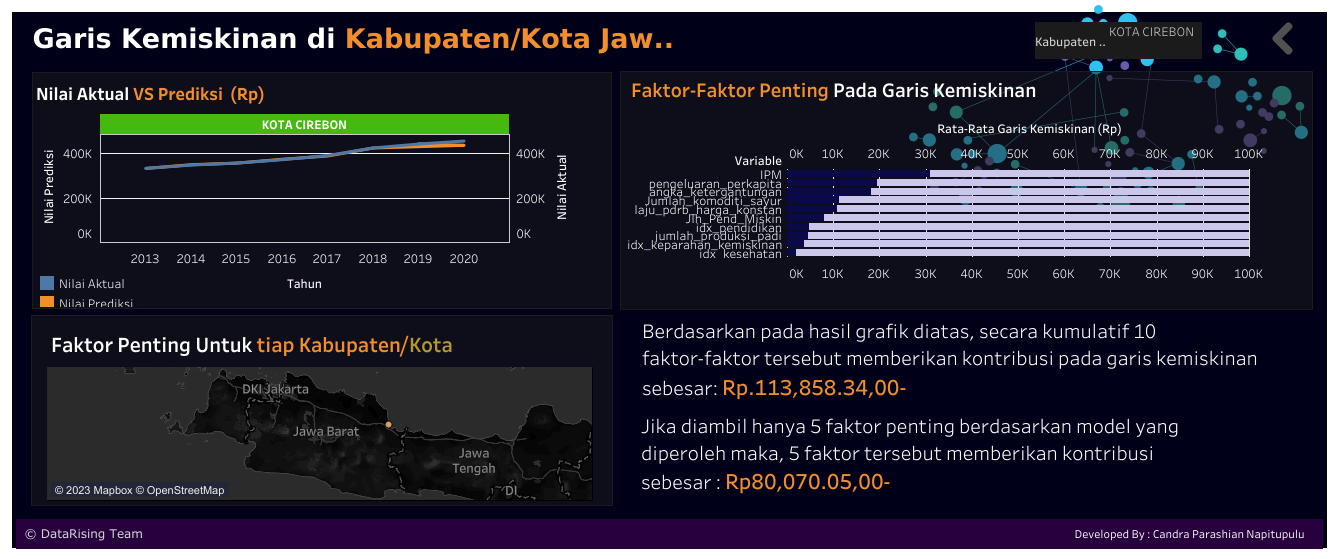 Garis Kemiskinan di Kabupaten/Kota Jaw..
Kabupaten .. KOTA CIREBON
Nilai Aktual VS Prediksi (Rp)
KOTA CIREBON
Nilai Prediksi
400K
200K
0K
400K
200K
0K
Nilai Aktual
2013 2014 2015 2016 2017 2018 2019 2020
Tahun
Nilai Aktual
Nilai Prediksi
Faktor-Faktor Penting Pada Garis Kemiskinan
Rata-Rata Garis Kemiskinan (Rp)
Variable
0K 10K 20K 30K 40K 50K 60K 70K 80K 90K 100K
IPM
pengeluaran_perkapita
angka_ketergantungan
Jumlah_komoditi_sayur
laju_pdrb_harga_konstan
Jlh_Pend_Miskin
idx_pendidikan
jumlah_produksi_padi
idx_keparahan_kemiskinan
idx_kesehatan
0K 10K 20K 30K 40K 50K 60K 70K 80K 90K 100K
Faktor Penting Untuk tiap Kabupaten/Kota
DKI Jakarta
Jawa Barat
Jawa
Tengah
DI
© 2023 Mapbox © OpenStreetMap
Berdasarkan pada hasil grafik diatas, secara kumulatif 10
faktor-faktor tersebut memberikan kontribusi pada garis kemiskinan
sebesar: Rp.113,858.34,00-
Jika diambil hanya 5 faktor penting berdasarkan model yang
diperoleh maka, 5 faktor tersebut memberikan kontribusi
sebesar : Rp80,070.05,00-
© DataRising Team
Developed By : Candra Parashian Napitupulu